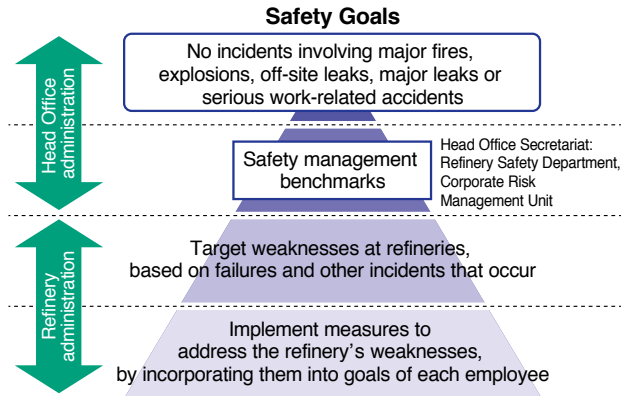 Safety Goals
Head Office
administration
No incidents involving major fires,
explosions, off-site leaks, major leaks or
serious work-related accidents
Safety management
benchmarks
Head Office Secretariat:
Refinery Safety Department,
Corporate Risk
Management Unit
Refinery
administration
Target weaknesses at refineries,
based on failures and other incidents that occur
Implement measures to
address the refinery's weaknesses,
by incorporating them into goals of each employee